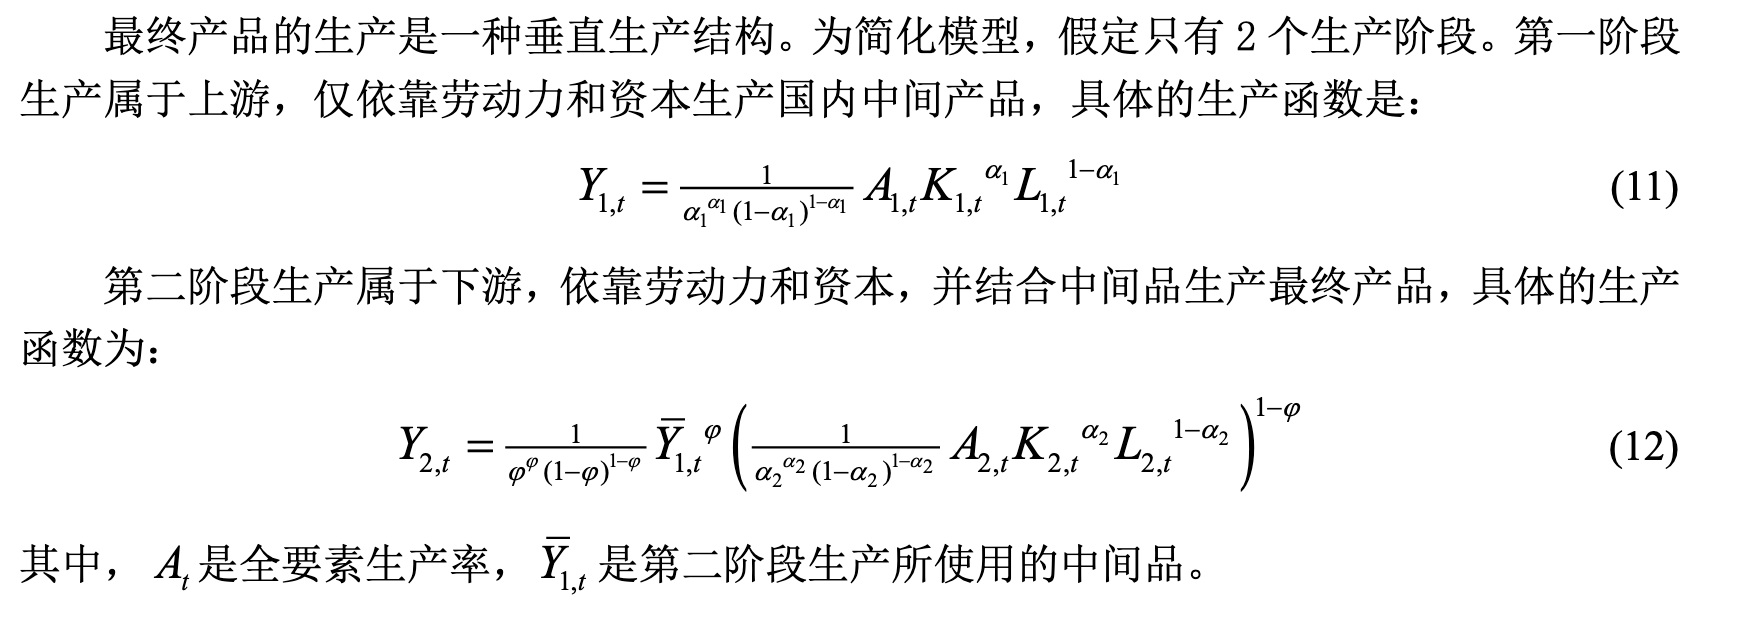 最终产品的生产是一种垂直生产结构。为简化模型，假定只有 2 个生产阶段。第一阶段
生产属于上游，仅依靠劳动力和资本生产国内中间产品，具体的生产函数是：
$Y_{1,t} = \frac{1}{\alpha_1^{\alpha_1}(1-\alpha_1)^{1-\alpha_1}} A_{1,t} K_{1,t}^{\alpha_1} L_{1,t}^{1-\alpha_1}$ (11)
第二阶段生产属于下游，依靠劳动力和资本，并结合中间品生产最终产品，具体的生产
函数为：
$Y_{2,t} = \frac{1}{\varphi^{\varphi}(1-\varphi)^{1-\varphi}} \overline{Y}_{1,t}^{\varphi} \left( \frac{1}{\alpha_2^{\alpha_2}(1-\alpha_2)^{1-\alpha_2}} A_{2,t} K_{2,t}^{\alpha_2} L_{2,t}^{1-\alpha_2} \right)^{1-\varphi}$ (12)
其中， $A_t$ 是全要素生产率， $\overline{Y}_{1,t}$ 是第二阶段生产所使用的中间品。